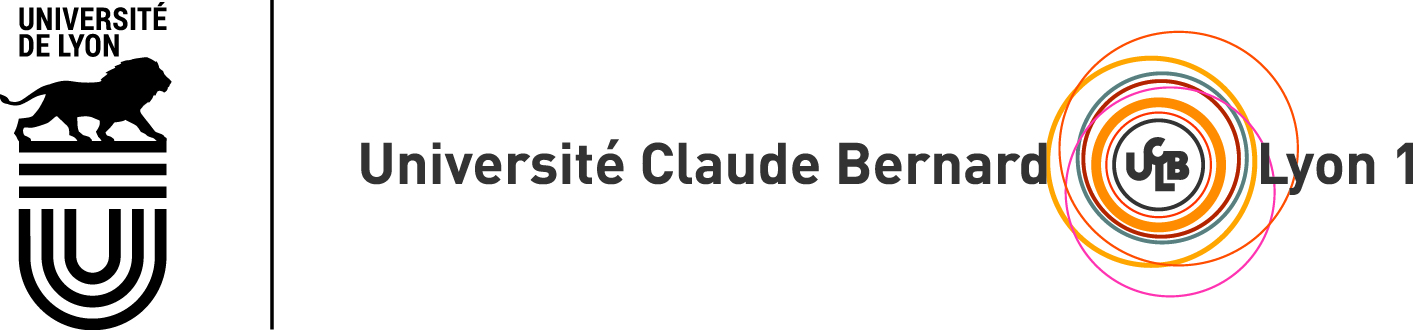 UNIVERSITÉ
DE LYON
Université Claude Bernard UCLB Lyon 1